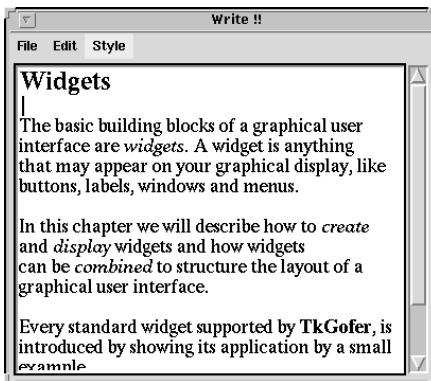 Write !!
File Edit Style
Widgets
The basic building blocks of a graphical user
interface are widgets. A widget is anything
that may appear on your graphical display, like
buttons, labels, windows and menus.
In this chapter we will describe how to create
and display widgets and how widgets
can be combined to structure the layout of a
graphical user interface.
Every standard widget supported by TkGofer, is
introduced by showing its application by a small
example